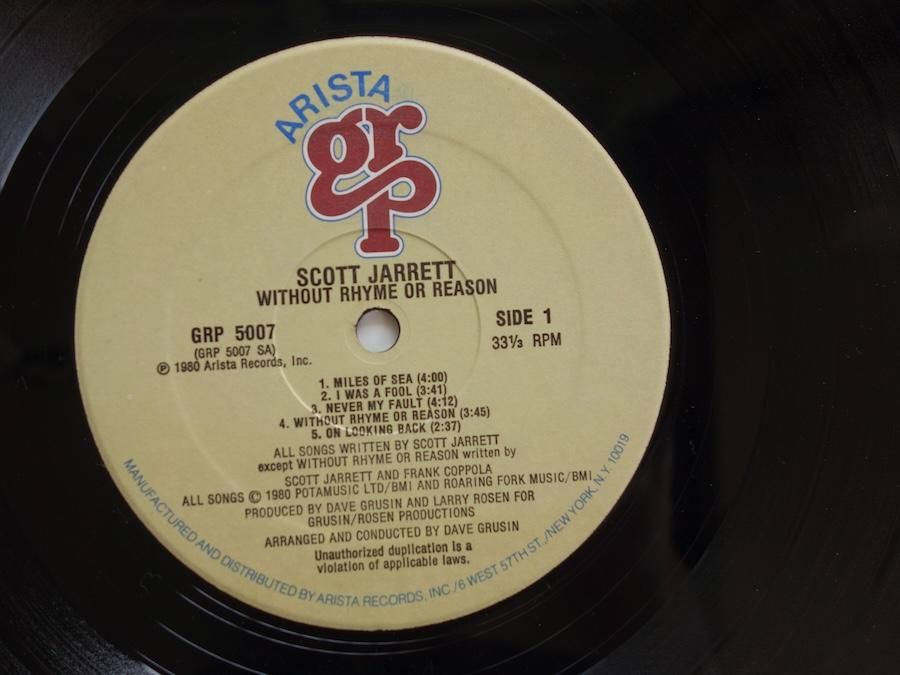 ARISTA
grp
SCOTT JARRETT
WITHOUT RHYME OR REASON
GRP 5007
(GRP 5007 SA)
℗ 1980 Arista Records, Inc.
SIDE 1
33⅓ RPM
1. MILES OF SEA (4:00)
2. I WAS A FOOL (3:41)
3. NEVER MY FAULT (4:12)
4. WITHOUT RHYME OR REASON (3:45)
5. ON LOOKING BACK (2:37)
ALL SONGS WRITTEN BY SCOTT JARRETT
except WITHOUT RHYME OR REASON written by
SCOTT JARRETT AND FRANK COPPOLA
ALL SONGS © 1980 POTAMUSIC LTD/BMI AND ROARING FORK MUSIC/BMI
PRODUCED BY DAVE GRUSIN AND LARRY ROSEN FOR
GRUSIN/ROSEN PRODUCTIONS
ARRANGED AND CONDUCTED BY DAVE GRUSIN
Unauthorized duplication is a
violation of applicable laws.
MANUFACTURED AND DISTRIBUTED BY ARISTA RECORDS, INC./6 WEST 57TH ST., NEW YORK, N.Y. 10019